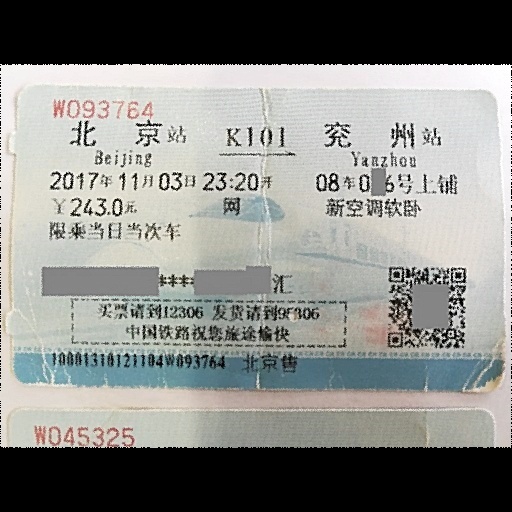 W093764
北京站 K101 兖州站
Beijing Yanzhou
2017年11月03日23:20开 08车0 6号上铺
￥243.0元 网 新空调软卧
限乘当日当次车
***汇
买票请到12306 发货请到95306
中国铁路祝您旅途愉快
10001310121104W093764 北京售
W045325